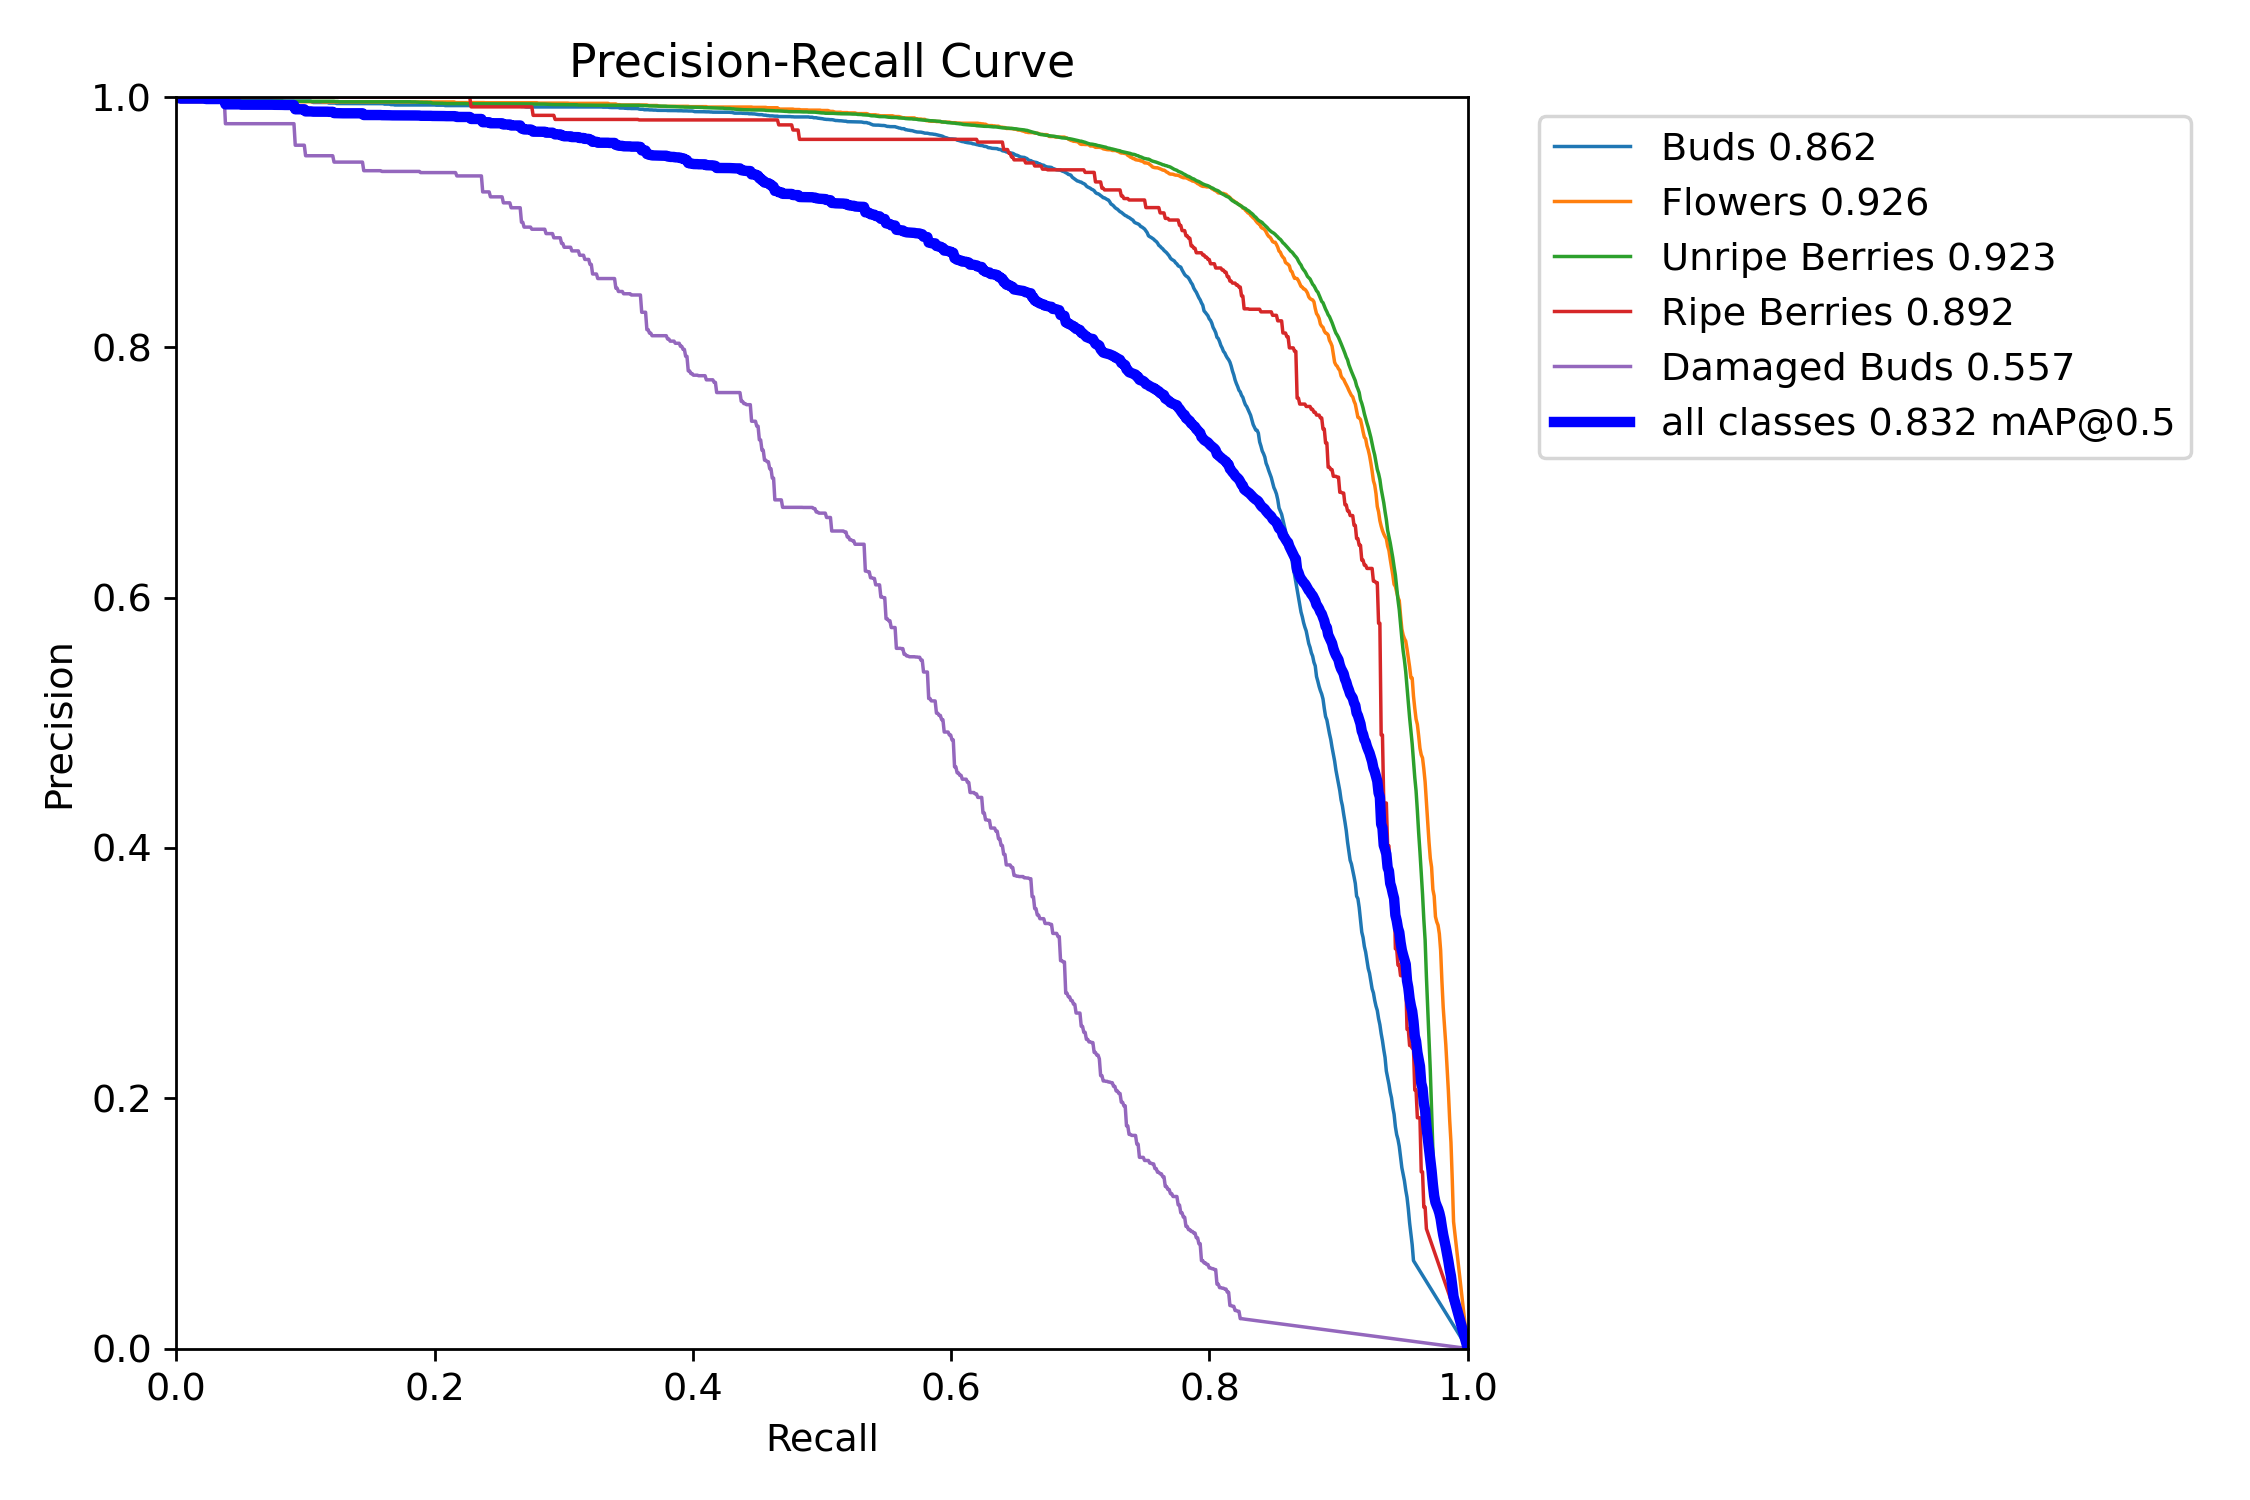 Precision-Recall Curve
1.0
0.8
0.6
0.4
0.2
0.0
Precision
0.0 0.2 0.4 0.6 0.8 1.0
Recall
Buds 0.862
Flowers 0.926
Unripe Berries 0.923
Ripe Berries 0.892
Damaged Buds 0.557
all classes 0.832 mAP@0.5